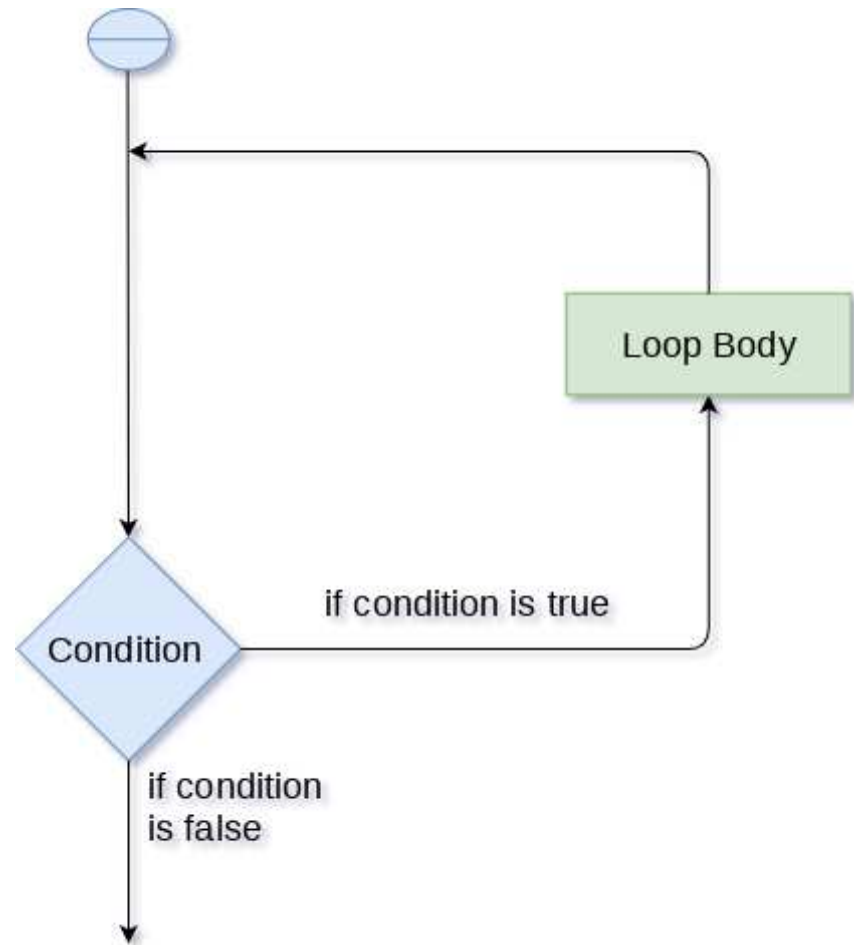 Loop Body
if condition is true
Condition
if condition
is false